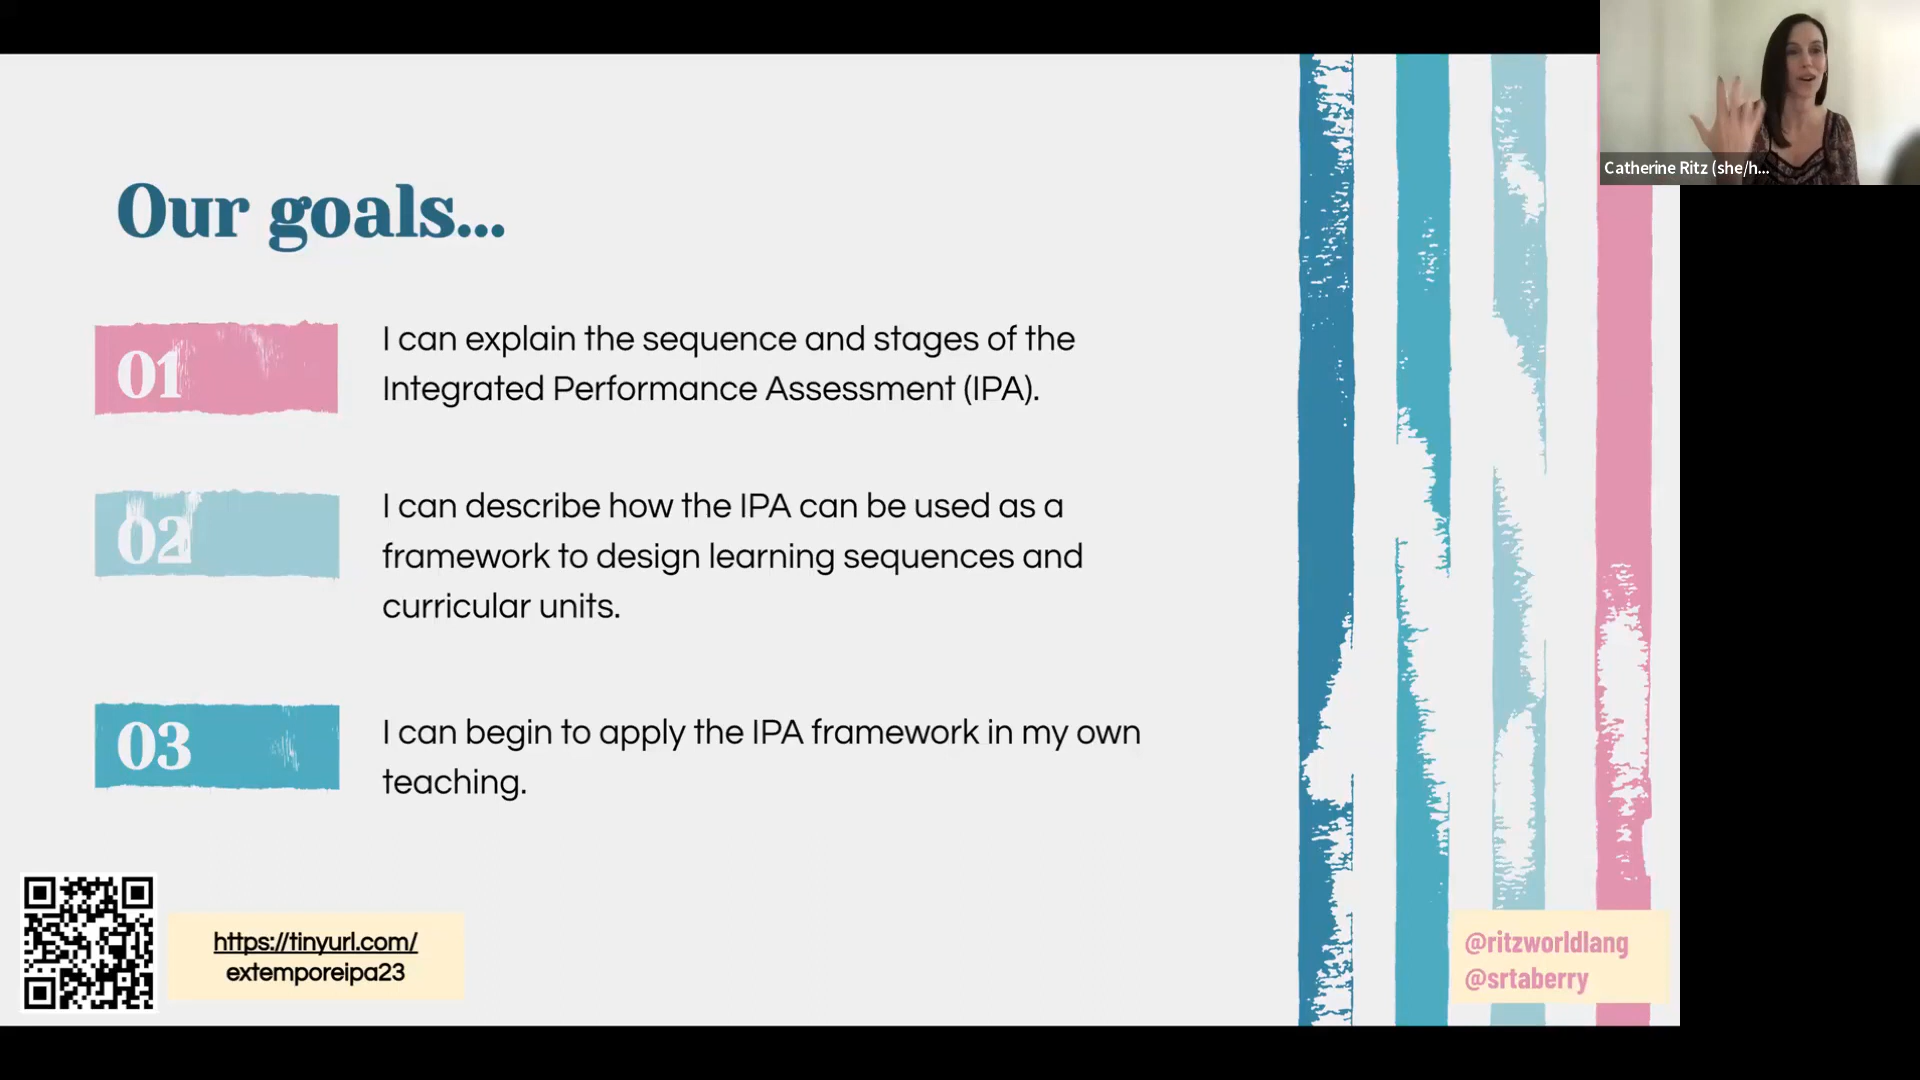 Catherine Ritz (she/h...
Our goals...
01
I can explain the sequence and stages of the
Integrated Performance Assessment (IPA).
02
I can describe how the IPA can be used as a
framework to design learning sequences and
curricular units.
03
I can begin to apply the IPA framework in my own
teaching.
https://tinyurl.com/
extemporeipa23
@ritzworldlang
@srtaberry